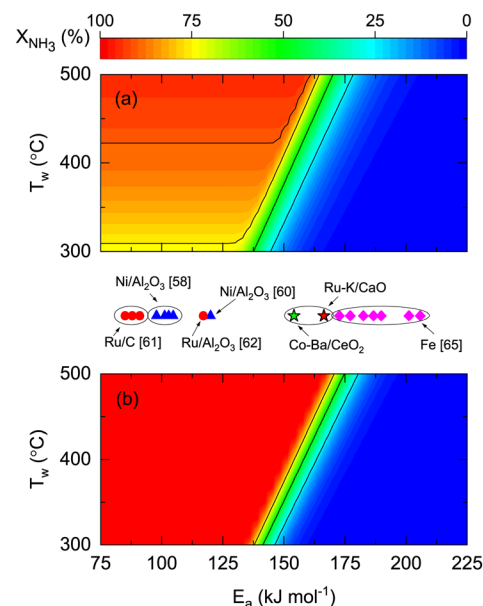 X_NH3 (%)
100 75 50 25 0
(a)
500
400
300
T_w (°C)
Ni/Al2O3 [58]
Ni/Al2O3 [60]
Ru-K/CaO
Ru/C [61]
Ru/Al2O3 [62]
Co-Ba/CeO2
Fe [65]
(b)
500
400
300
T_w (°C)
75 100 125 150 175 200 225
E_a (kJ mol⁻¹)